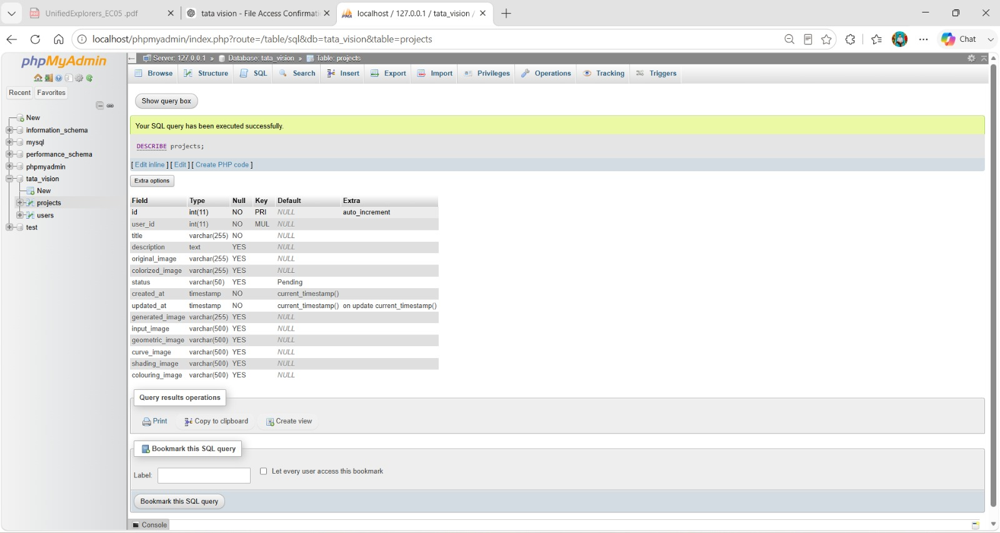 UnifiedExplorers_EC05 .pdf
tata vision - File Access Confirmati
localhost / 127.0.0.1 / tata_vision /
localhost/phpmyadmin/index.php?route=/table/sql&db=tata_vision&table=projects
Chat
phpMyAdmin
Recent Favorites
New
information_schema
mysql
performance_schema
phpmyadmin
tata_vision
New
projects
users
test
Server: 127.0.0.1 » Database: tata_vision » Table: projects
Browse Structure SQL Search Insert Export Import Privileges Operations Tracking Triggers
Show query box
Your SQL query has been executed successfully.
DESCRIBE projects;
[ Edit inline ] [ Edit ] [ Create PHP code ]
Extra options
Field Type Null Key Default Extra
id int(11) NO PRI NULL auto_increment
user_id int(11) NO MUL NULL
title varchar(255) NO NULL
description text YES NULL
original_image varchar(255) YES NULL
colorized_image varchar(255) YES NULL
status varchar(50) YES Pending
created_at timestamp NO current_timestamp()
updated_at timestamp NO current_timestamp() on update current_timestamp()
generated_image varchar(255) YES NULL
input_image varchar(500) YES NULL
geometric_image varchar(500) YES NULL
curve_image varchar(500) YES NULL
shading_image varchar(500) YES NULL
colouring_image varchar(500) YES NULL
Query results operations
Print Copy to clipboard Create view
Bookmark this SQL query
Label: Let every user access this bookmark
Bookmark this SQL query
Console